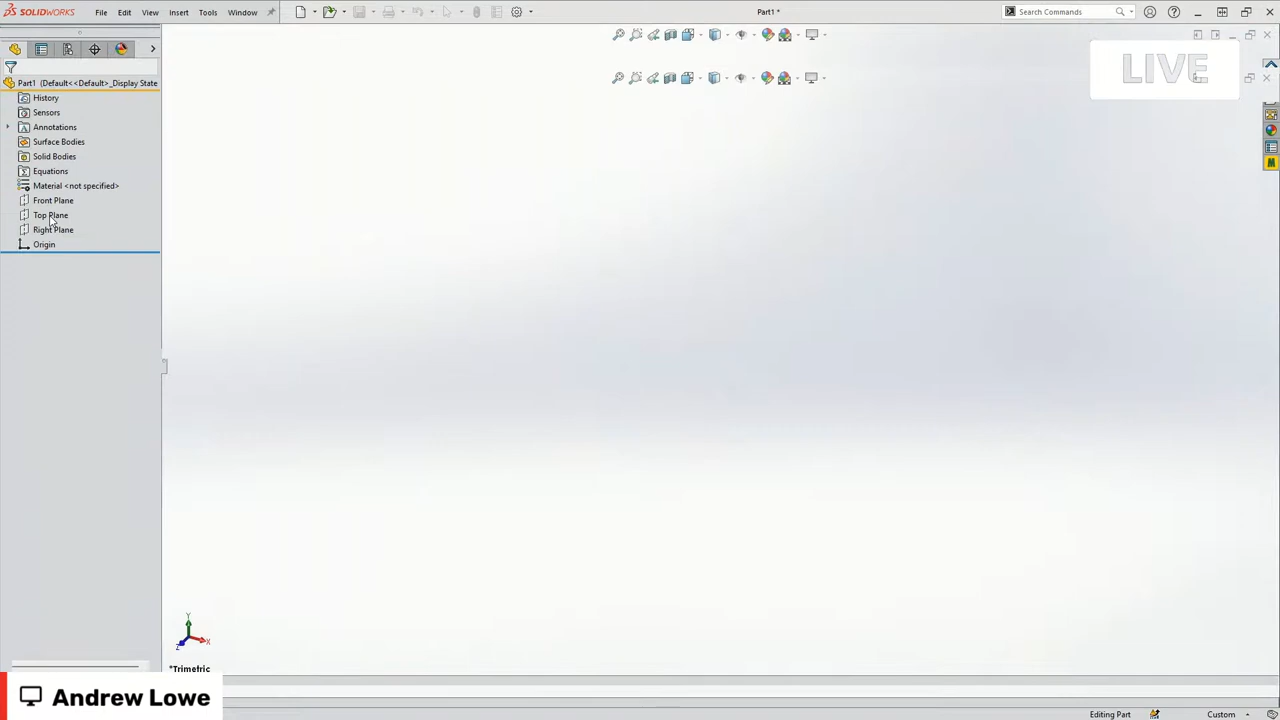 SOLIDWORKS File Edit View Insert Tools Window Part1 * Search Commands
LIVE
Part1 (Default<<Default>_Display State
History
Sensors
Annotations
Surface Bodies
Solid Bodies
Equations
Material <not specified>
Front Plane
Top Plane
Right Plane
Origin
Y
X
Z
*Trimetric
Andrew Lowe
Editing Part Custom